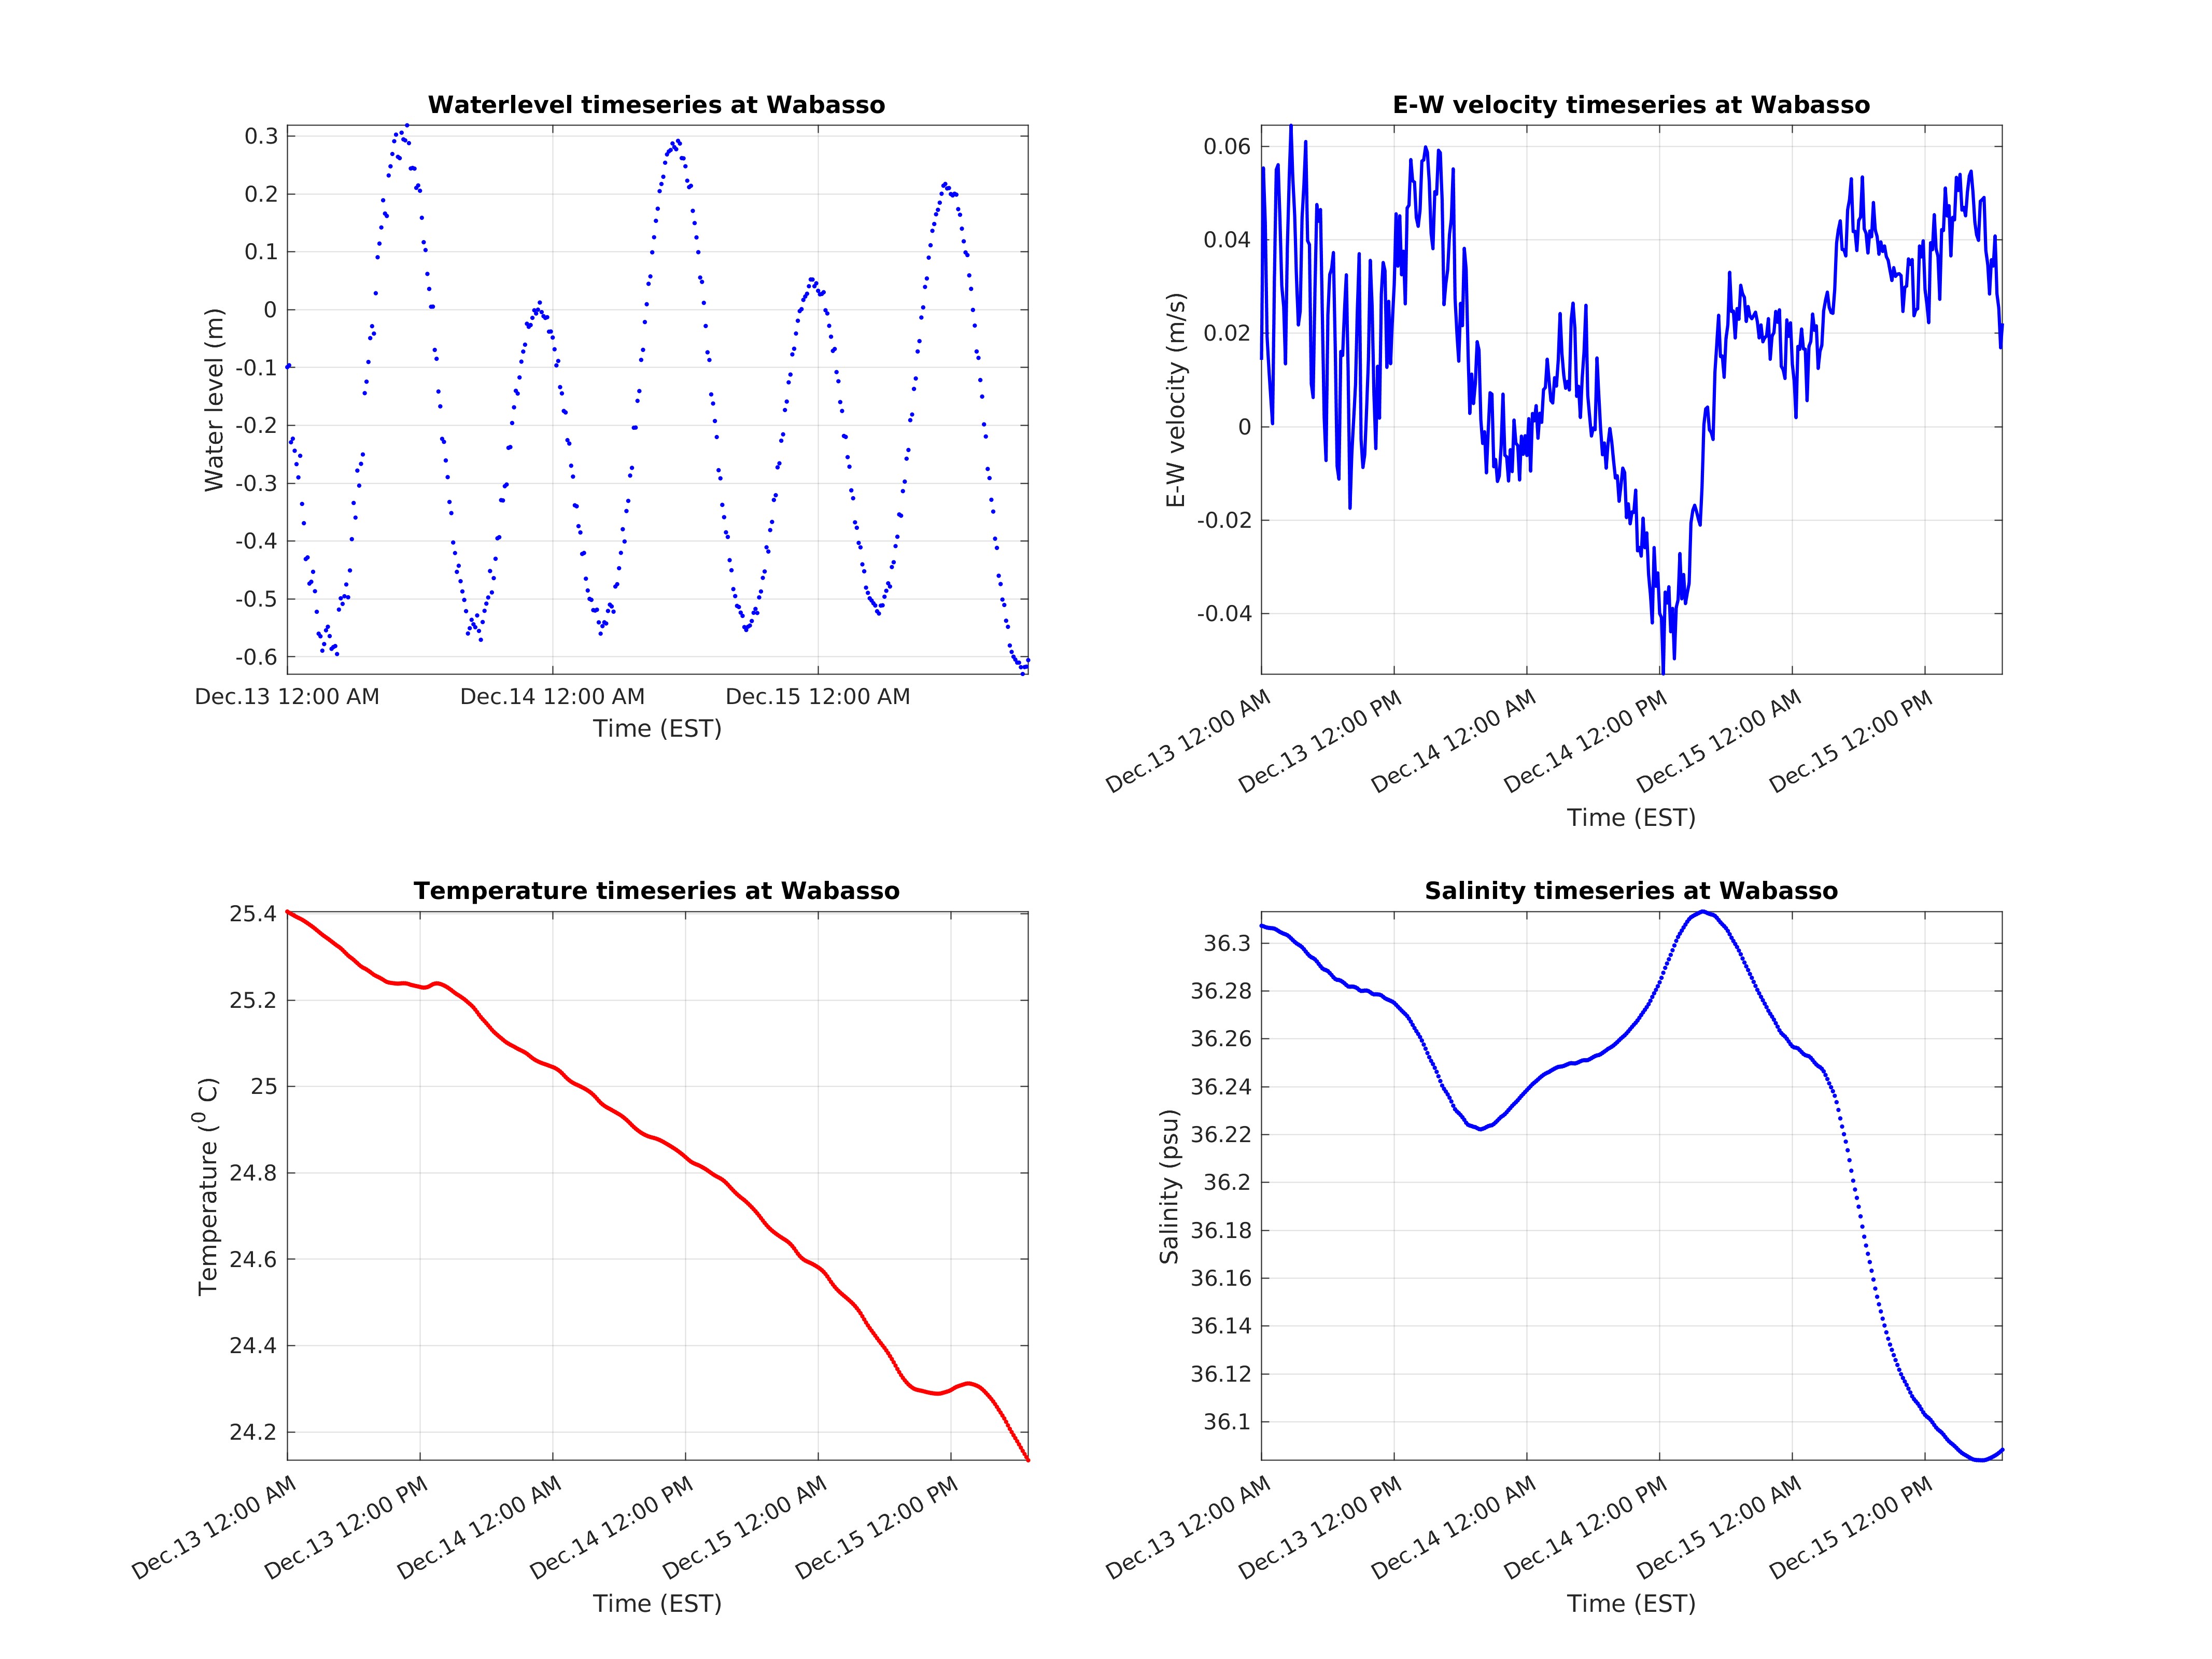 Waterlevel timeseries at Wabasso
0.3
0.2
0.1
0
-0.1
-0.2
-0.3
-0.4
-0.5
-0.6
Water level (m)
Dec.13 12:00 AM
Dec.14 12:00 AM
Dec.15 12:00 AM
Time (EST)
E-W velocity timeseries at Wabasso
0.06
0.04
0.02
0
-0.02
-0.04
E-W velocity (m/s)
Dec.13 12:00 AM
Dec.13 12:00 PM
Dec.14 12:00 AM
Dec.14 12:00 PM
Dec.15 12:00 AM
Dec.15 12:00 PM
Time (EST)
Temperature timeseries at Wabasso
25.4
25.2
25
24.8
24.6
24.4
24.2
Temperature (⁰ C)
Dec.13 12:00 AM
Dec.13 12:00 PM
Dec.14 12:00 AM
Dec.14 12:00 PM
Dec.15 12:00 AM
Dec.15 12:00 PM
Time (EST)
Salinity timeseries at Wabasso
36.3
36.28
36.26
36.24
36.22
36.2
36.18
36.16
36.14
36.12
36.1
Salinity (psu)
Dec.13 12:00 AM
Dec.13 12:00 PM
Dec.14 12:00 AM
Dec.14 12:00 PM
Dec.15 12:00 AM
Dec.15 12:00 PM
Time (EST)